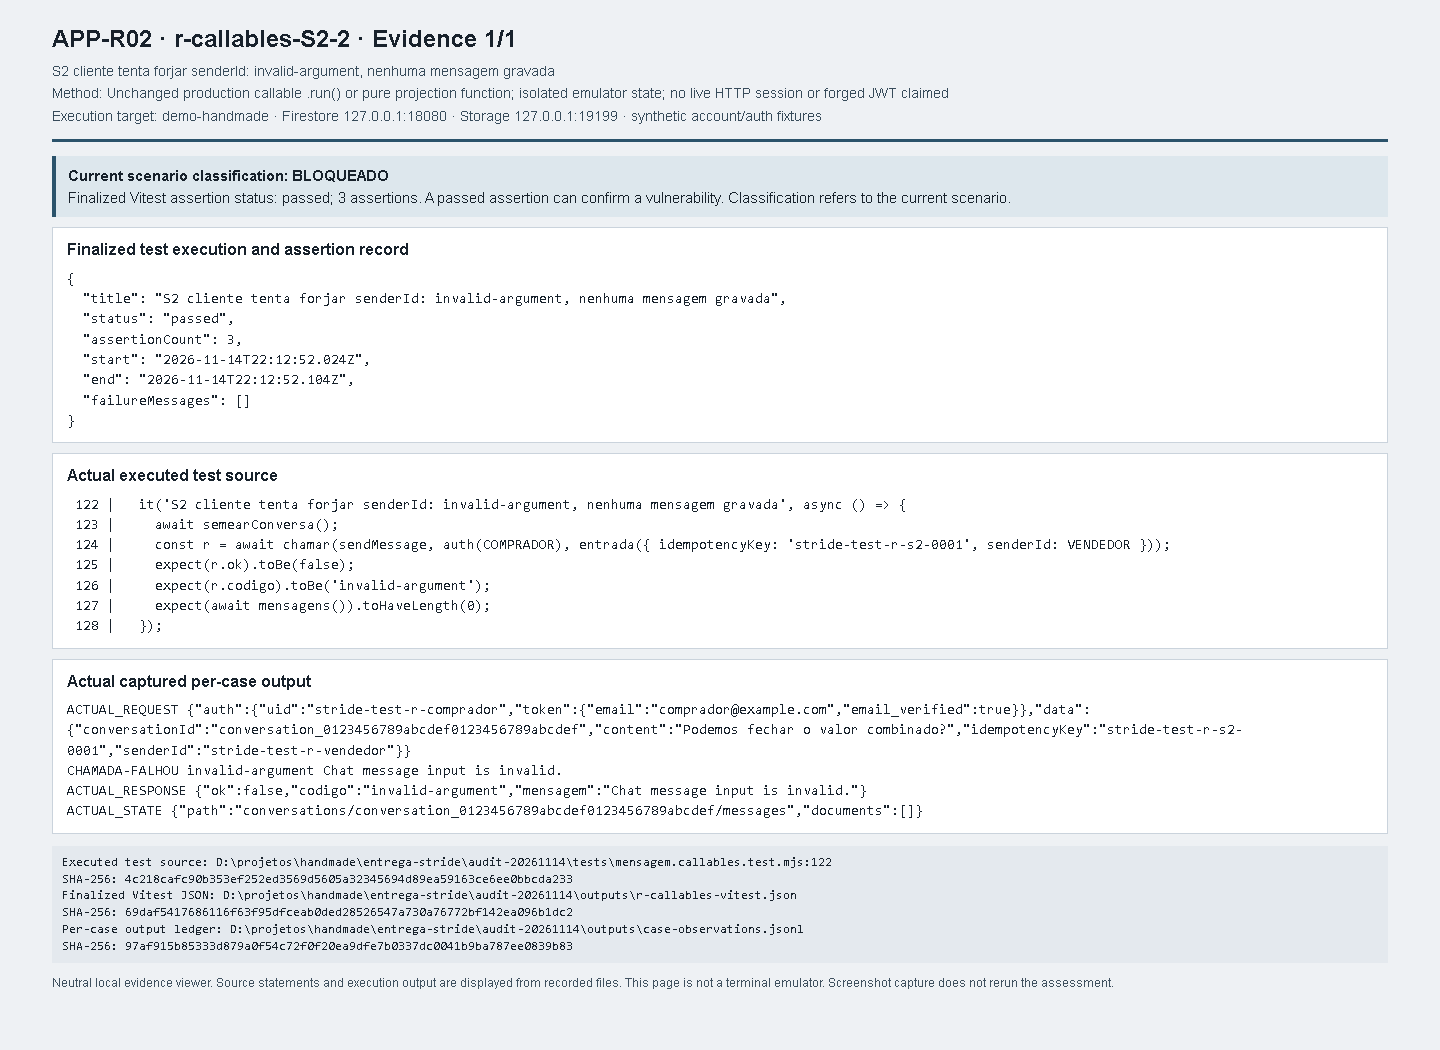 APP-R02 · r-callables-S2-2 · Evidence 1/1
S2 cliente tenta forjar senderId: invalid-argument, nenhuma mensagem gravada
Method: Unchanged production callable .run() or pure projection function; isolated emulator state; no live HTTP session or forged JWT claimed
Execution target: demo-handmade · Firestore 127.0.0.1:18080 · Storage 127.0.0.1:19199 · synthetic account/auth fixtures
Current scenario classification: BLOQUEADO
Finalized Vitest assertion status: passed; 3 assertions. A passed assertion can confirm a vulnerability. Classification refers to the current scenario.
Finalized test execution and assertion record
{
  "title": "S2 cliente tenta forjar senderId: invalid-argument, nenhuma mensagem gravada",
  "status": "passed",
  "assertionCount": 3,
  "start": "2026-11-14T22:12:52.024Z",
  "end": "2026-11-14T22:12:52.104Z",
  "failureMessages": []
}
Actual executed test source
122 |   it('S2 cliente tenta forjar senderId: invalid-argument, nenhuma mensagem gravada', async () => {
123 |     await semearConversa();
124 |     const r = await chamar(sendMessage, auth(COMPRADOR), entrada({ idempotencyKey: 'stride-test-r-s2-0001', senderId: VENDEDOR }));
125 |     expect(r.ok).toBe(false);
126 |     expect(r.codigo).toBe('invalid-argument');
127 |     expect(await mensagens()).toHaveLength(0);
128 |   });
Actual captured per-case output
ACTUAL_REQUEST {"auth":{"uid":"stride-test-r-comprador","token":{"email":"comprador@example.com","email_verified":true}},"data":
{"conversationId":"conversation_0123456789abcdef0123456789abcdef","content":"Podemos fechar o valor combinado?","idempotencyKey":"stride-test-r-s2-
0001","senderId":"stride-test-r-vendedor"}}
CHAMADA-FALHOU invalid-argument Chat message input is invalid.
ACTUAL_RESPONSE {"ok":false,"codigo":"invalid-argument","mensagem":"Chat message input is invalid."}
ACTUAL_STATE {"path":"conversations/conversation_0123456789abcdef0123456789abcdef/messages","documents":[]}
Executed test source: D:\projetos\handmade\entrega-stride\audit-20261114\tests\mensagem.callables.test.mjs:122
SHA-256: 4c218cafc90b353ef252ed3569d5605a32345694d89ea59163ce6ee0bbcda233
Finalized Vitest JSON: D:\projetos\handmade\entrega-stride\audit-20261114\outputs\r-callables-vitest.json
SHA-256: 69daf5417686116f63f95dfceab0ded28526547a730a76772bf142ea096b1dc2
Per-case output ledger: D:\projetos\handmade\entrega-stride\audit-20261114\outputs\case-observations.jsonl
SHA-256: 97af915b85333d879a0f54c72f0f20ea9dfe7b0337dc0041b9ba787ee0839b83
Neutral local evidence viewer. Source statements and execution output are displayed from recorded files. This page is not a terminal emulator. Screenshot capture does not rerun the assessment.